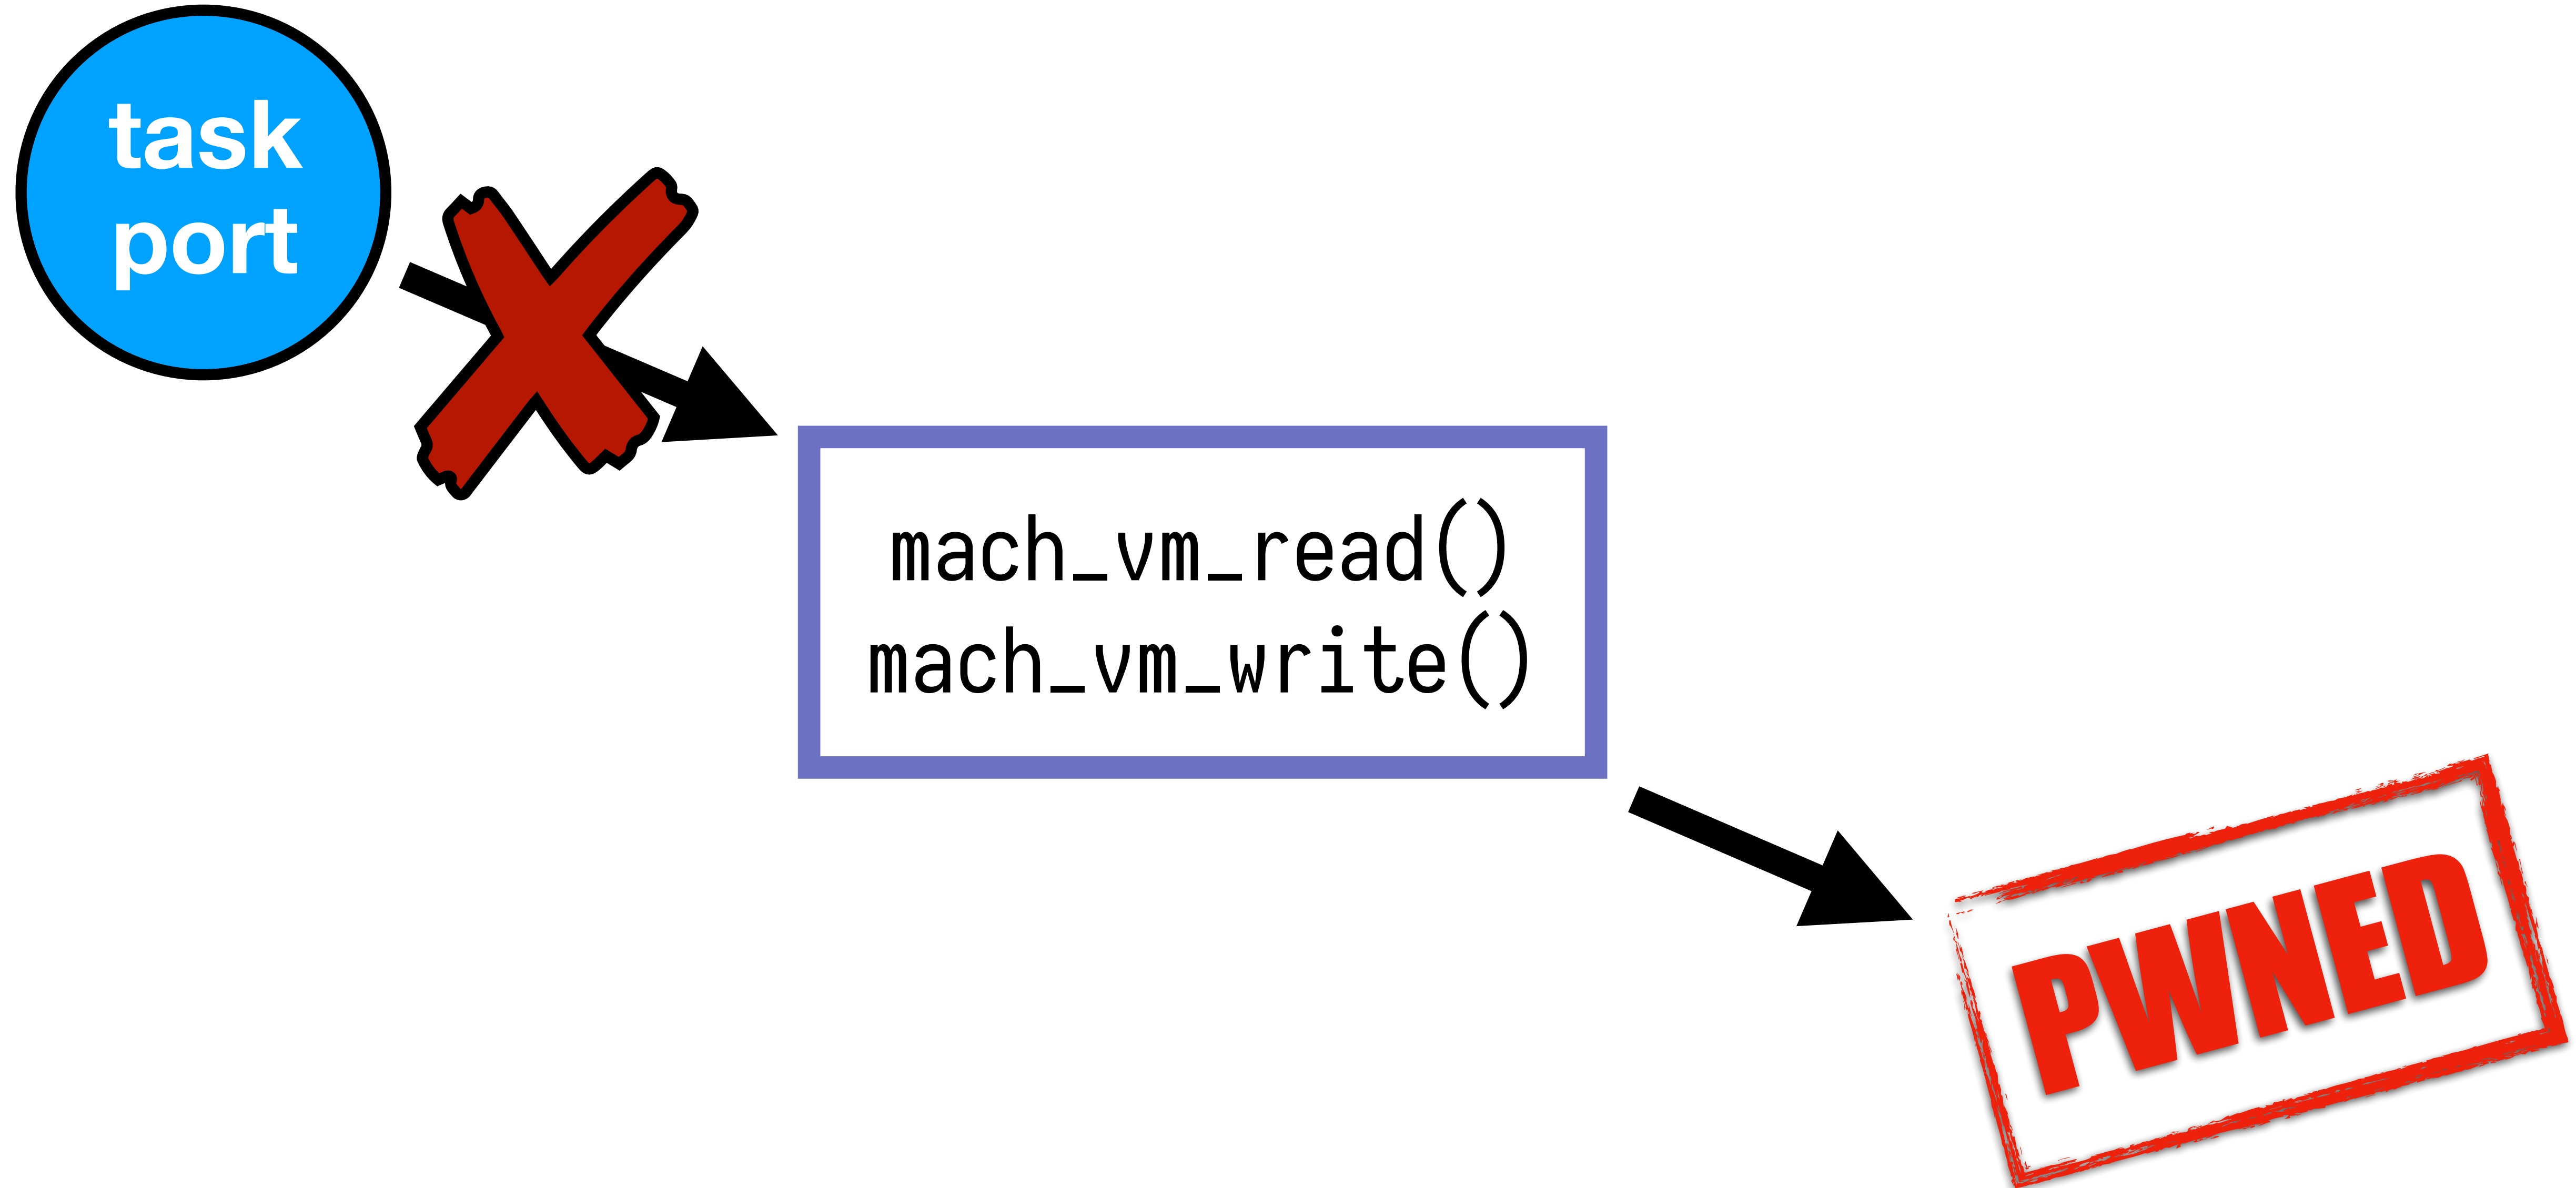 task
port
mach_vm_read()
mach_vm_write()
PWNED